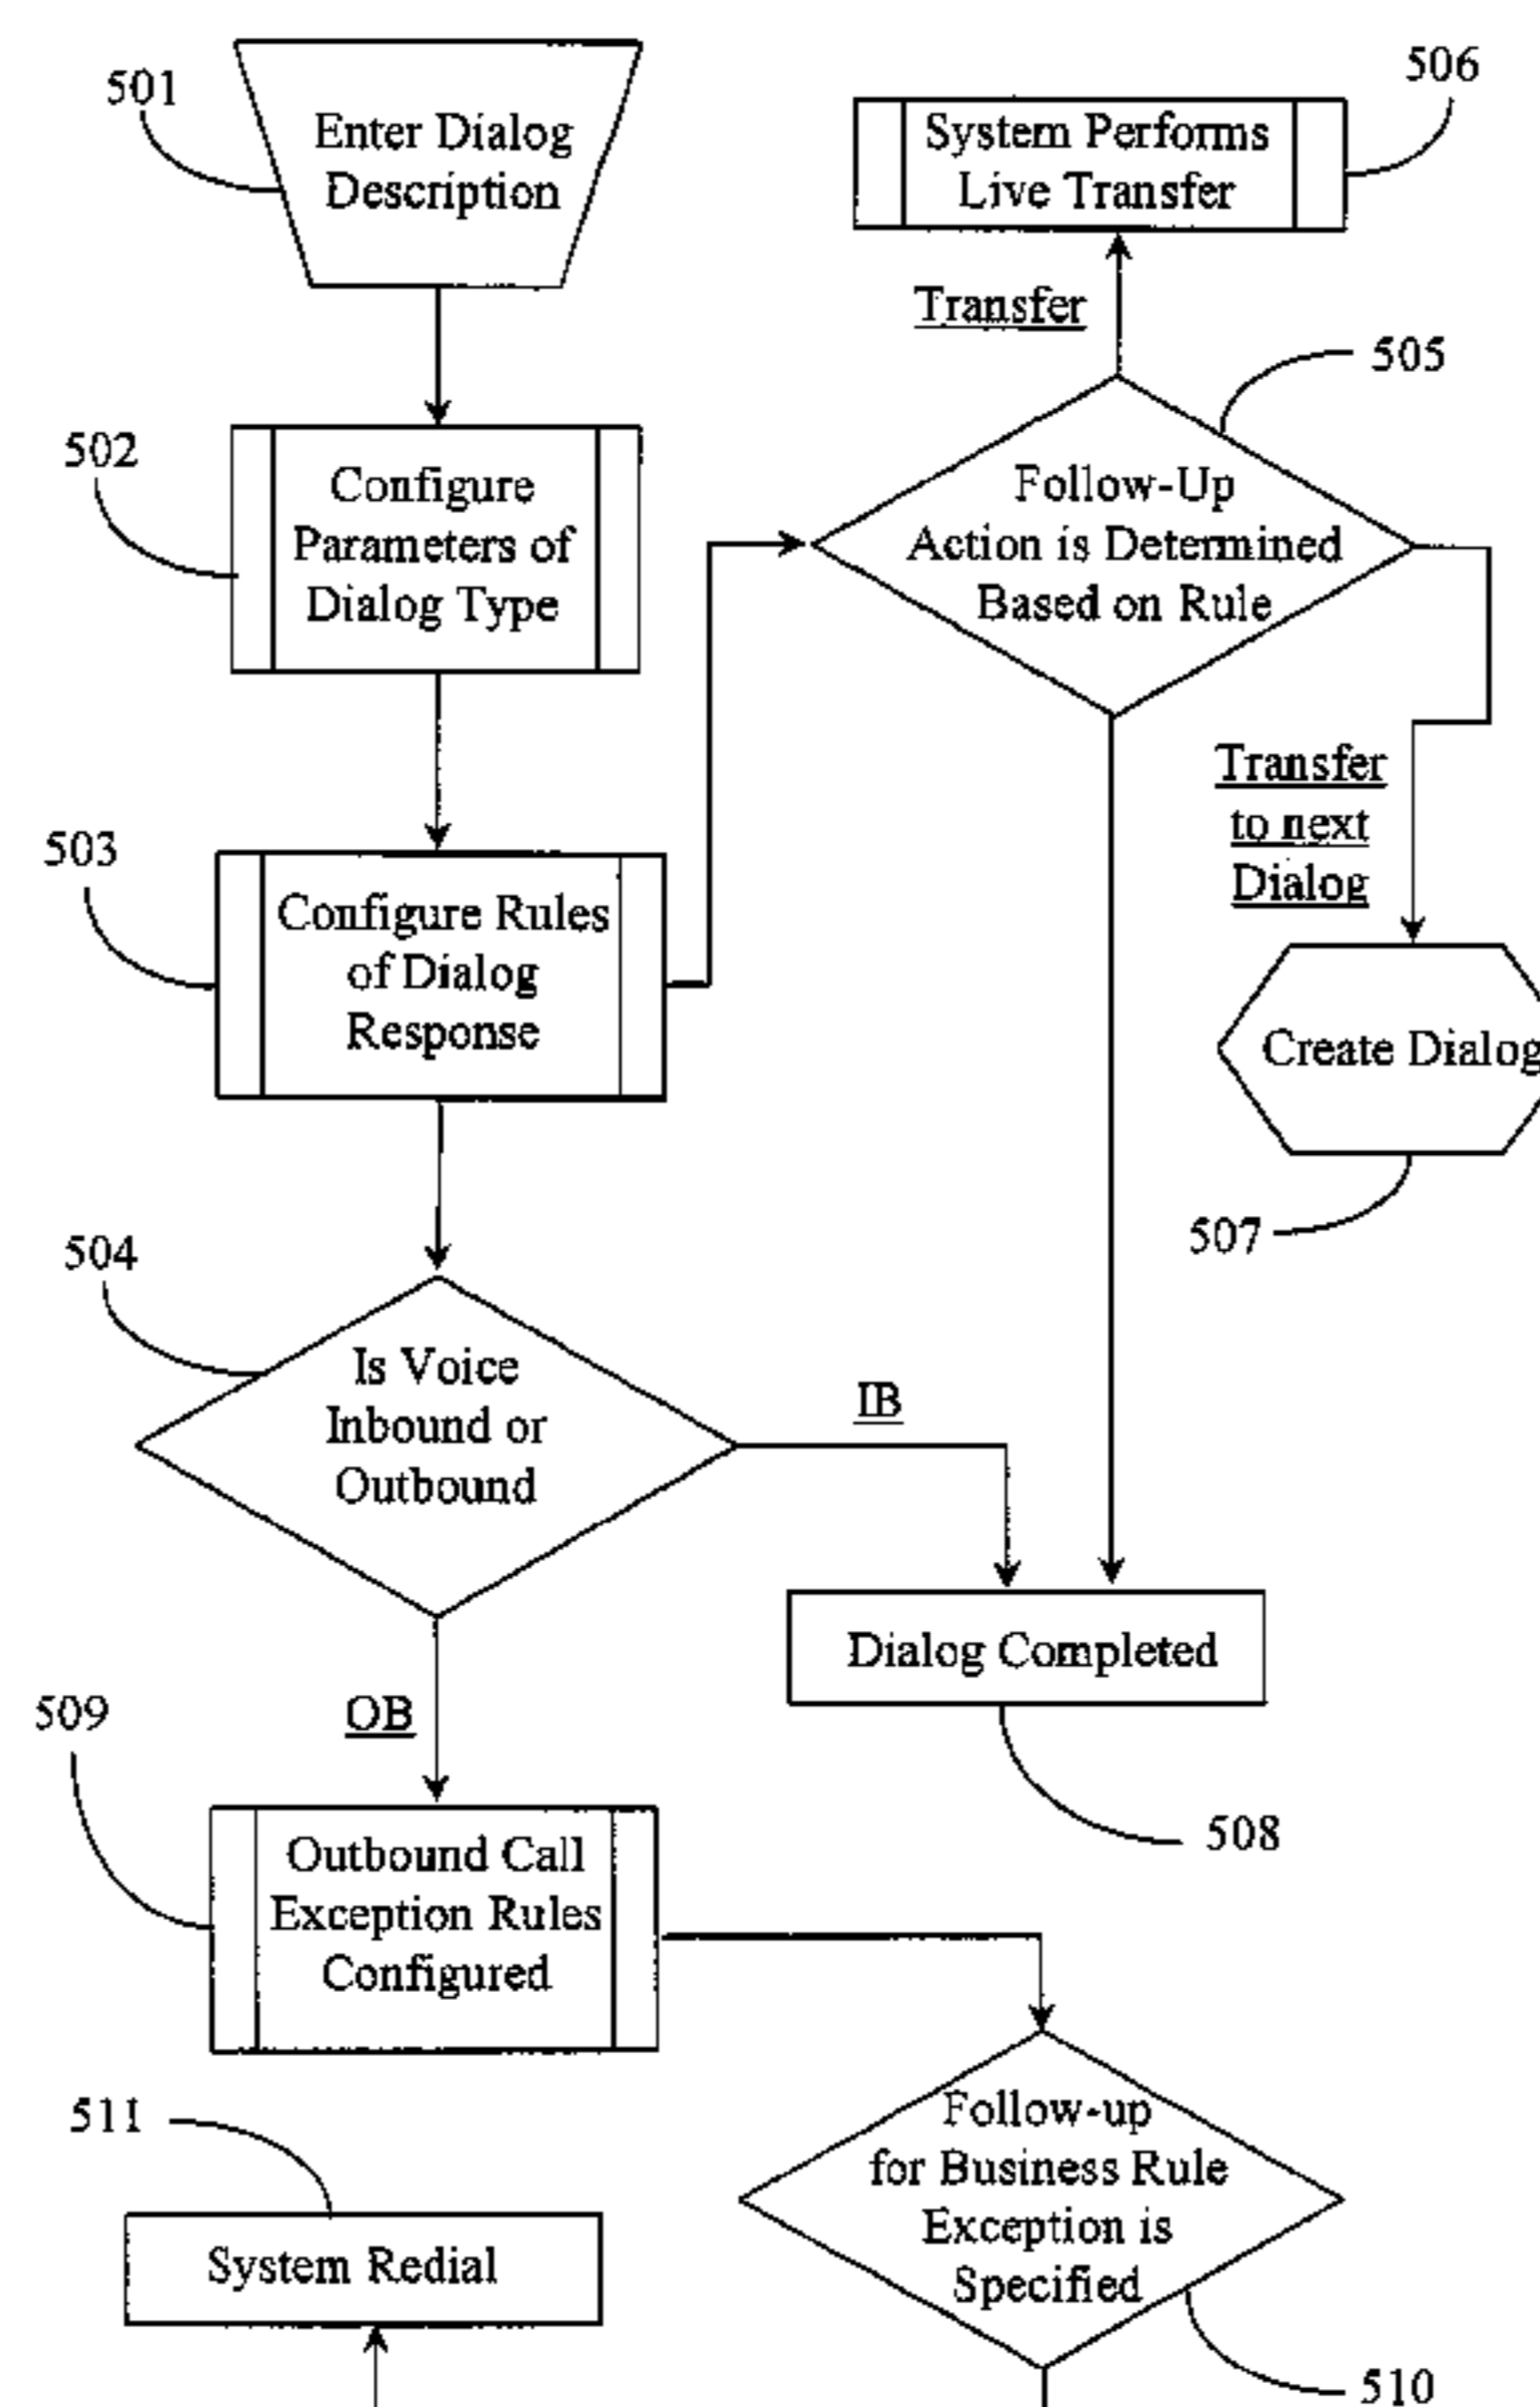 501
Enter Dialog
Description
506
System Performs
Live Transfer
Transfer
505
502
Configure
Parameters of
Dialog Type
Follow-Up
Action is Determined
Based on Rule
Transfer
to next
Dialog
503
Configure Rules
of Dialog
Response
Create Dialog
507
504
Is Voice
Inbound or
Outbound
IB
Dialog Completed
508
OB
509
Outbound Call
Exception Rules
Configured
511
System Redial
Follow-up
for Business Rule
Exception is
Specified
510